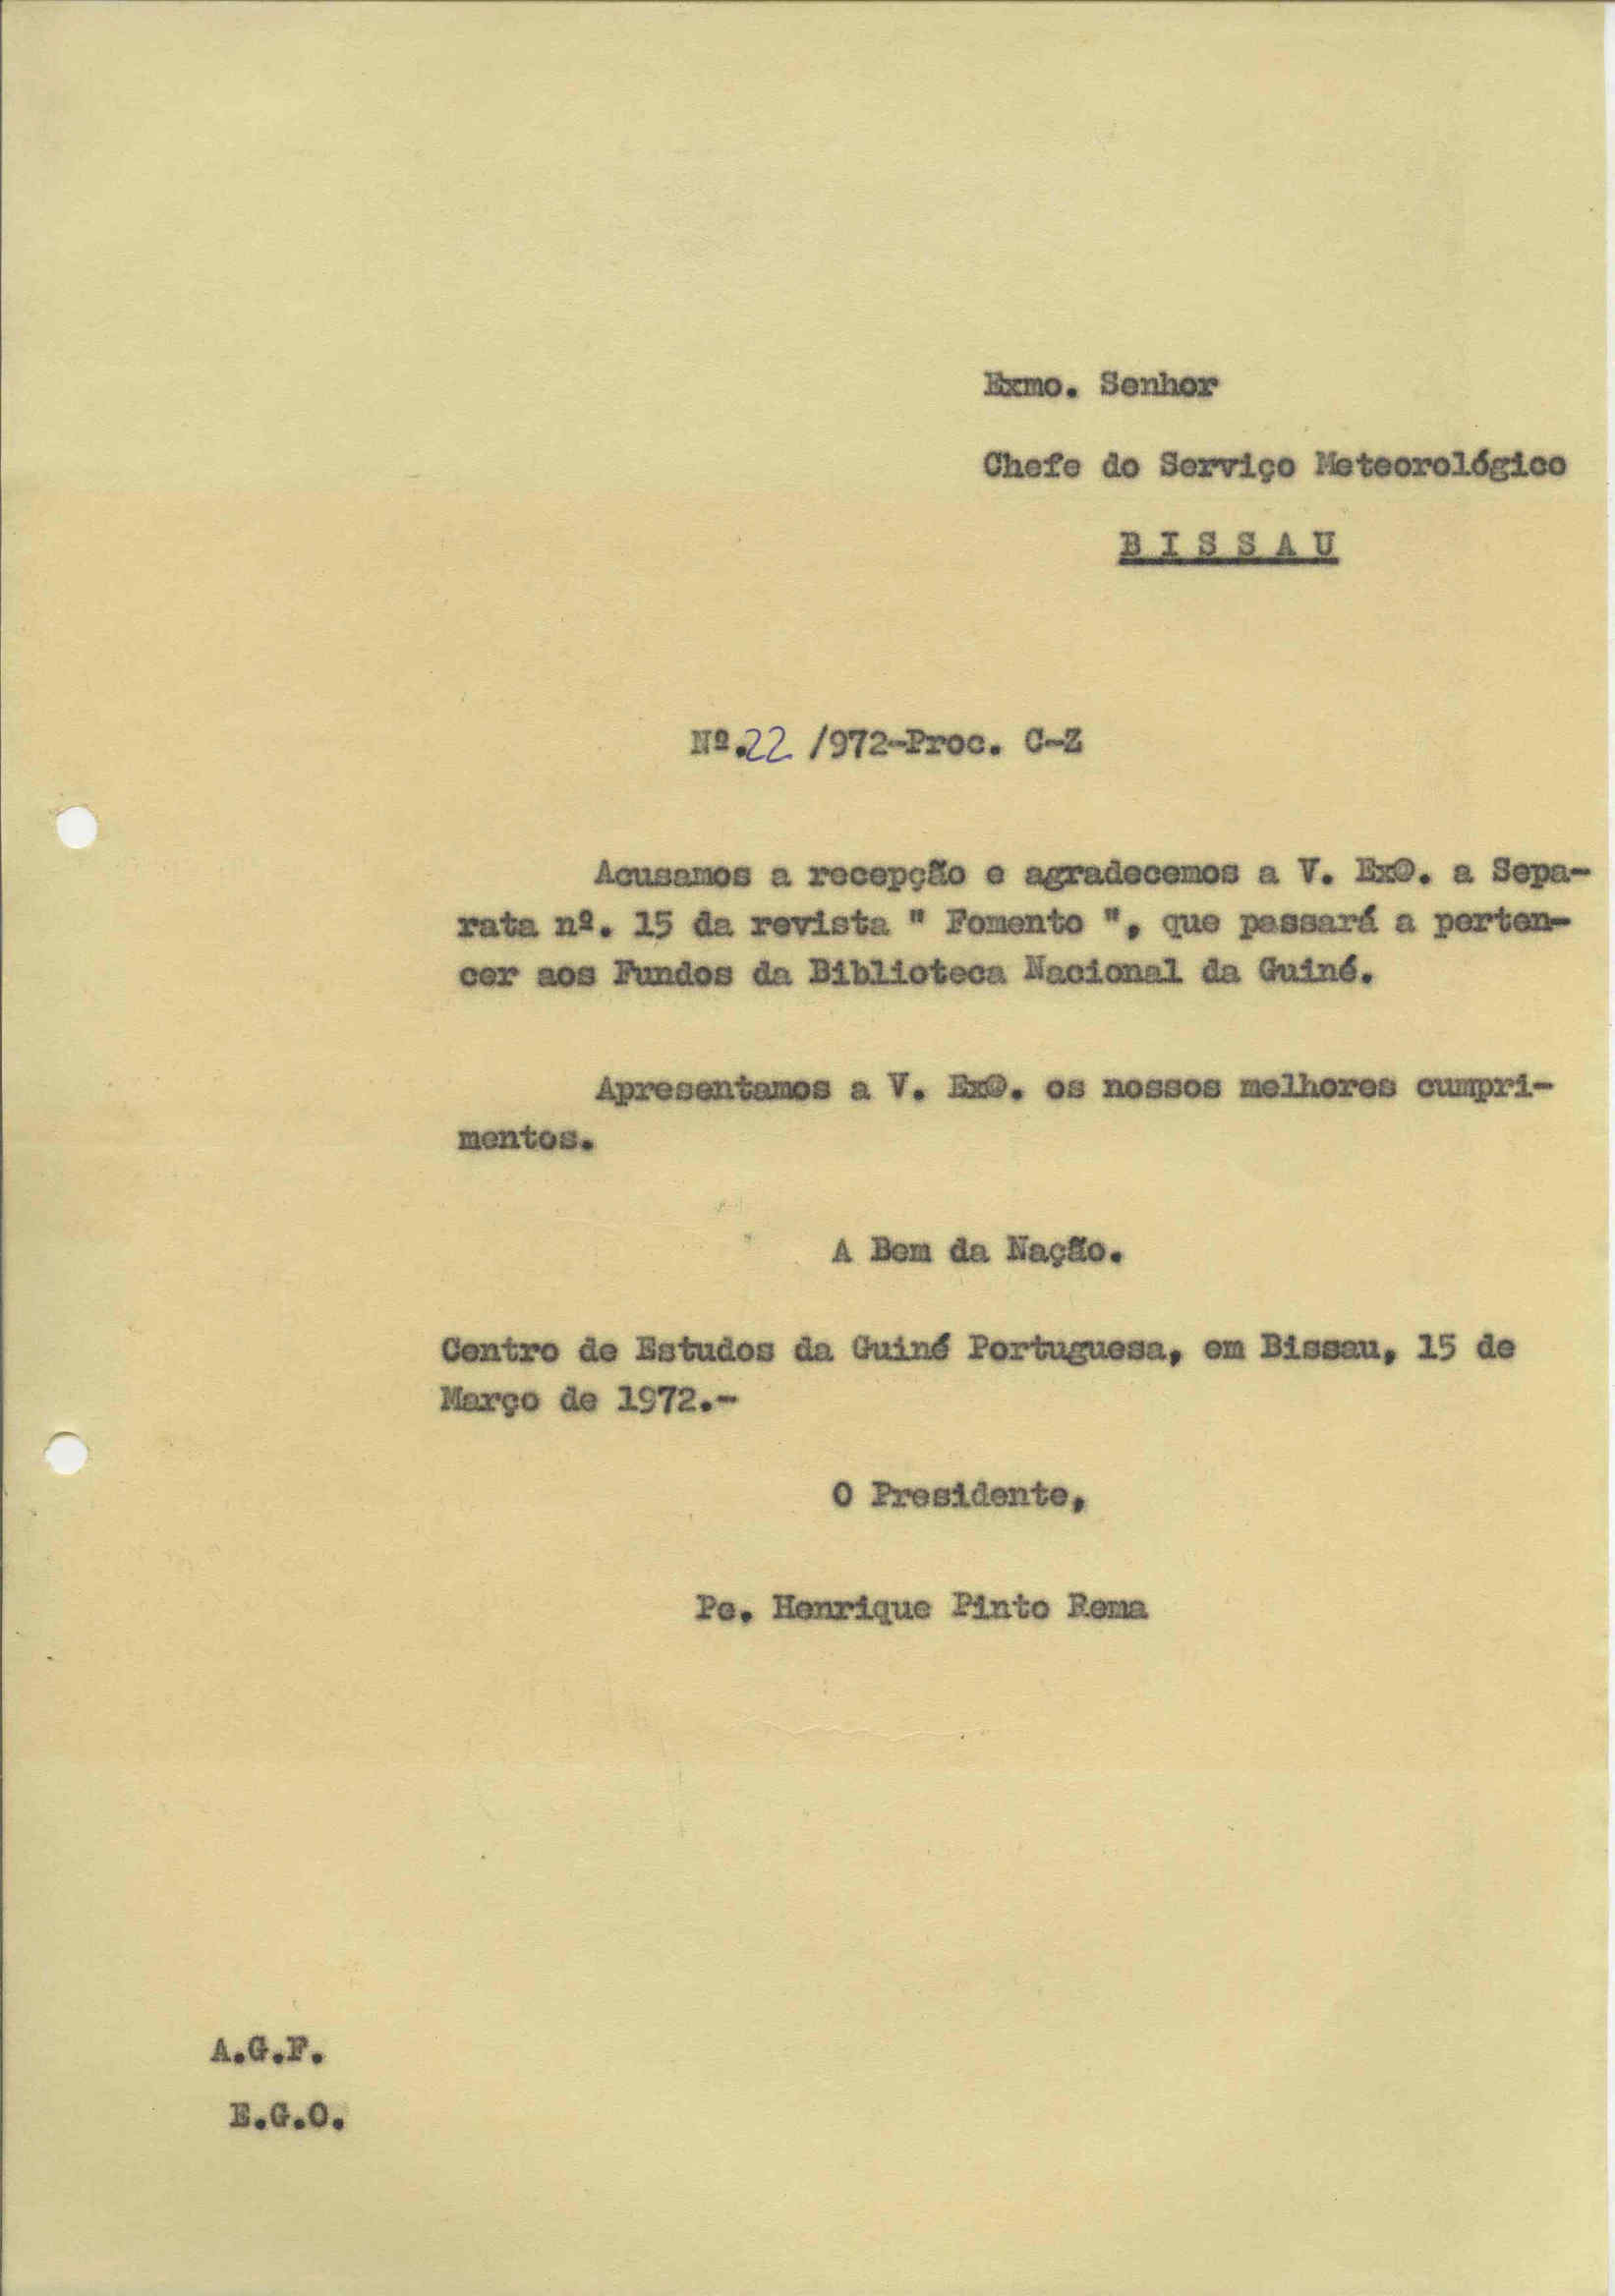 Exmo. Senhor
Chefe do Serviço Meteorológico
B I S S A U
Nº.22 /972-Proc. C-Z
Acusamos a recepção e agradecemos a V. Exª. a Sepa-
rata nº. 15 da revista " Fomento ", que passará a perten-
cer aos Fundos da Biblioteca Nacional da Guiné.
Apresentamos a V. Exª. os nossos melhores cumpri-
mentos.
A Bem da Nação.
Centro de Estudos da Guiné Portuguesa, em Bissau, 15 de
Março de 1972.-
O Presidente,
Pe. Henrique Pinto Rema
A.G.F.
E.G.O.